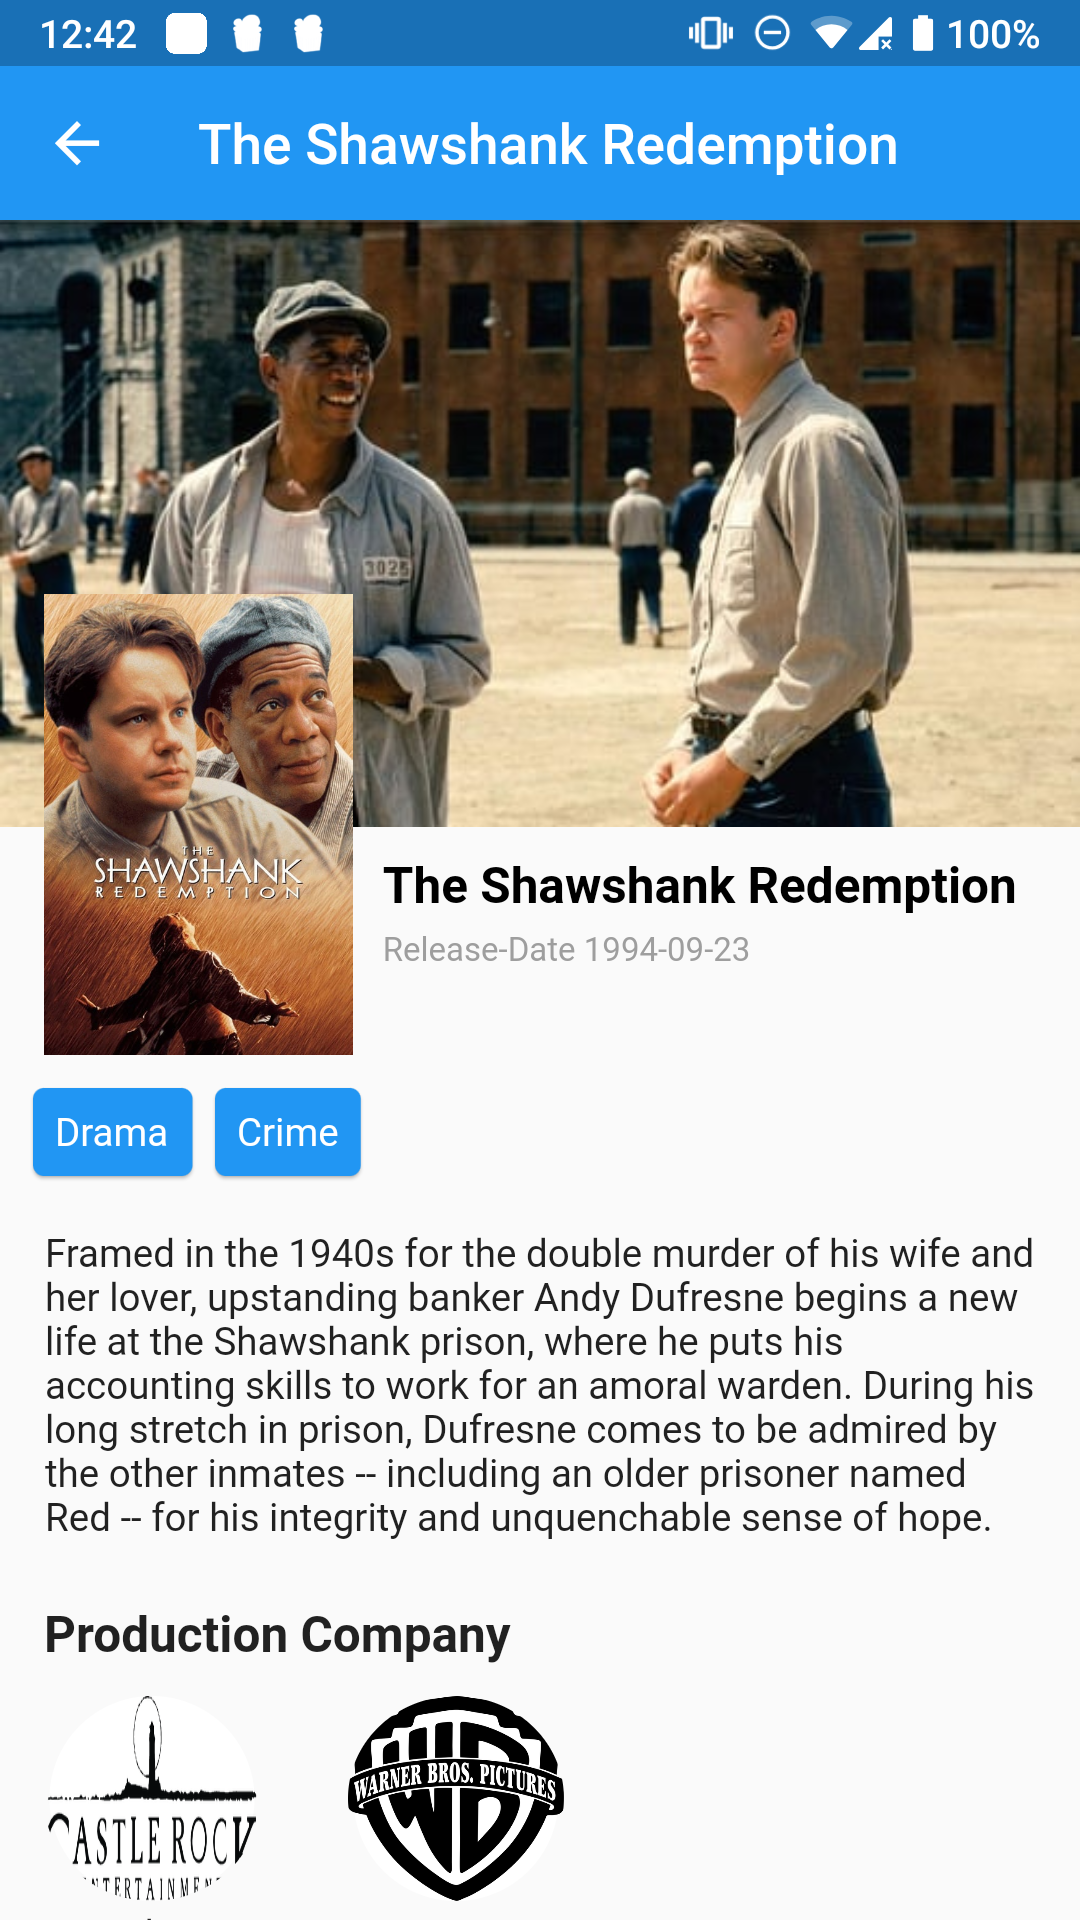 12:42
100%
The Shawshank Redemption
3025
THE
SHAWSHANK
REDEMPTION
The Shawshank Redemption
Release-Date 1994-09-23
Drama
Crime
Framed in the 1940s for the double murder of his wife and
her lover, upstanding banker Andy Dufresne begins a new
life at the Shawshank prison, where he puts his
accounting skills to work for an amoral warden. During his
long stretch in prison, Dufresne comes to be admired by
the other inmates -- including an older prisoner named
Red -- for his integrity and unquenchable sense of hope.
Production Company
CASTLE ROCK
ENTERTAINMENT
WB
WARNER BROS. PICTURES